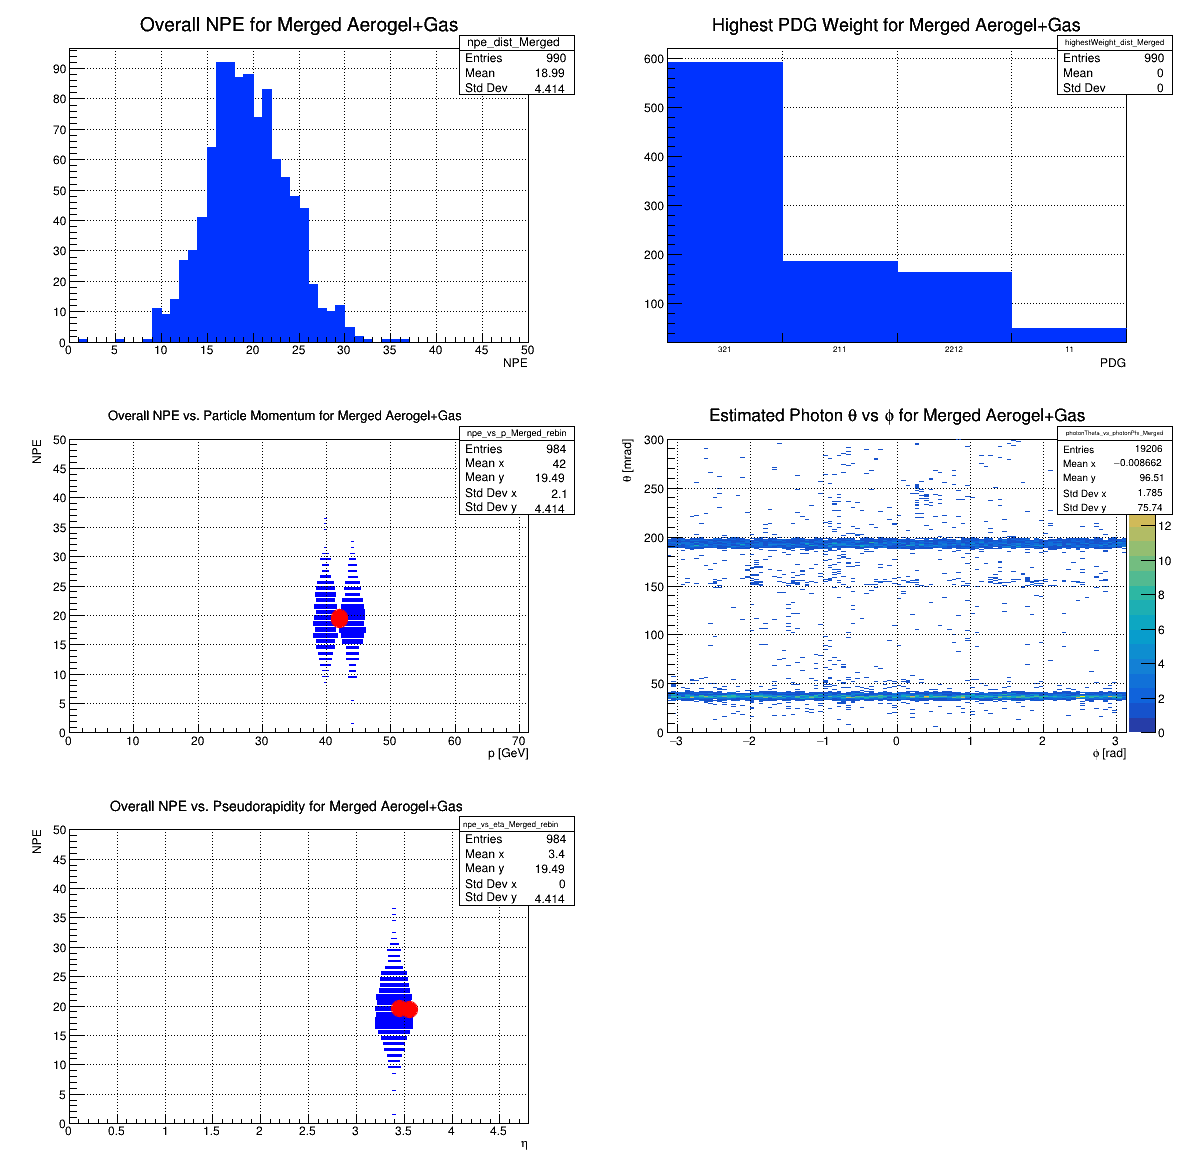 Overall NPE for Merged Aerogel+Gas
npe_dist_Merged
Entries 990
Mean 18.99
Std Dev 4.414
90
80
70
60
50
40
30
20
10
0
0 5 10 15 20 25 30 35 40 45 50
NPE
Highest PDG Weight for Merged Aerogel+Gas
highestWeight_dist_Merged
Entries 990
Mean 0
Std Dev 0
600
500
400
300
200
100
321 211 2212 11
PDG
Overall NPE vs. Particle Momentum for Merged Aerogel+Gas
npe_vs_p_Merged_rebin
Entries 984
Mean x 42
Mean y 19.49
Std Dev x 2.1
Std Dev y 4.414
NPE
50
45
40
35
30
25
20
15
10
5
0
0 10 20 30 40 50 60 70
p [GeV]
Estimated Photon θ vs ϕ for Merged Aerogel+Gas
photonTheta_vs_photonPhi_Merged
Entries 19206
Mean x −0.008662
Mean y 96.51
Std Dev x 1.785
Std Dev y 75.74
θ [mrad]
300
250
200
150
100
50
0
−3 −2 −1 0 1 2 3
ϕ [rad]
12
10
8
6
4
2
0
Overall NPE vs. Pseudorapidity for Merged Aerogel+Gas
npe_vs_eta_Merged_rebin
Entries 984
Mean x 3.4
Mean y 19.49
Std Dev x 0
Std Dev y 4.414
NPE
50
45
40
35
30
25
20
15
10
5
0
0 0.5 1 1.5 2 2.5 3 3.5 4 4.5
η